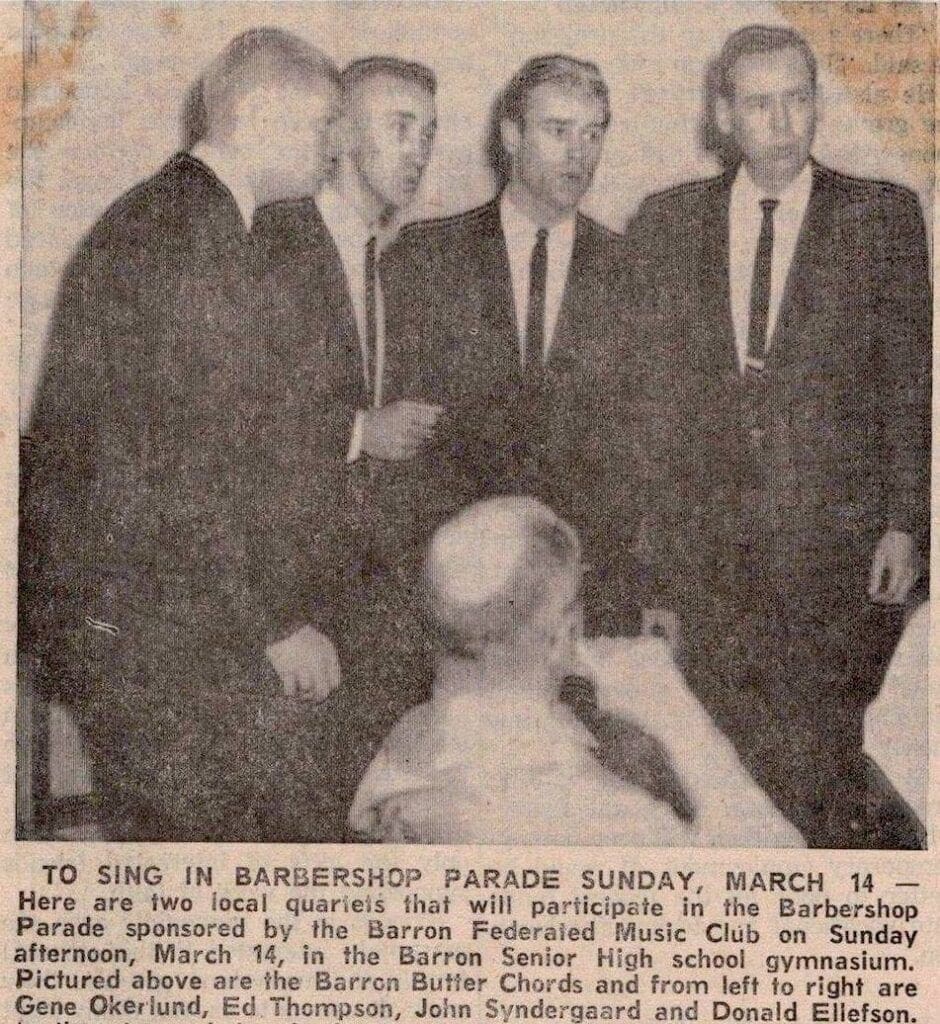 TO SING IN BARBERSHOP PARADE SUNDAY, MARCH 14 —
Here are two local quartets that will participate in the Barbershop
Parade sponsored by the Barron Federated Music Club on Sunday
afternoon, March 14, in the Barron Senior High school gymnasium.
Pictured above are the Barron Butter Chords and from left to right are
Gene Okerlund, Ed Thompson, John Syndergaard and Donald Ellefson.